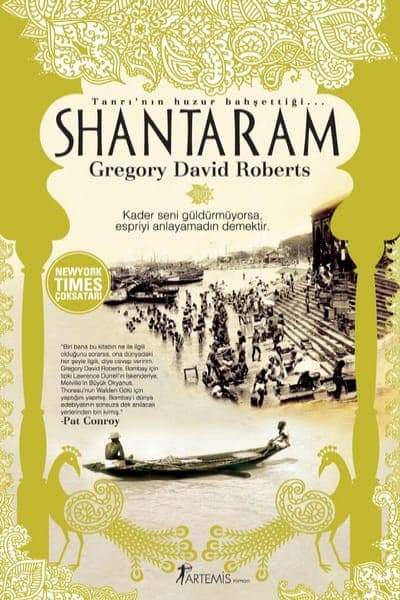 Tanrı'nın huzur bahşettiği...
SHANTARAM
Gregory David Roberts
Kader seni güldürmüyorsa,
espriyi anlayamadın demektir.
NEWYORK
TIMES
ÇOKSATARI
"Biri bana bu kitabın ne ile ilgili
olduğunu sorarsa, ona dünyadaki
her şeyle ilgili, diye cevap veririm.
Gregory David Roberts, Bombay için
tıpkı Lawrence Durrell'in İskenderiye,
Melville'in Büyük Okyanus,
Thoreau'nun Walden Gölü için
yaptığını yapmış. Bombay'ı dünya
edebiyatının sonsuza dek anılacak
yerlerinden biri kılmış."
-Pat Conroy
ARTEMİS roman